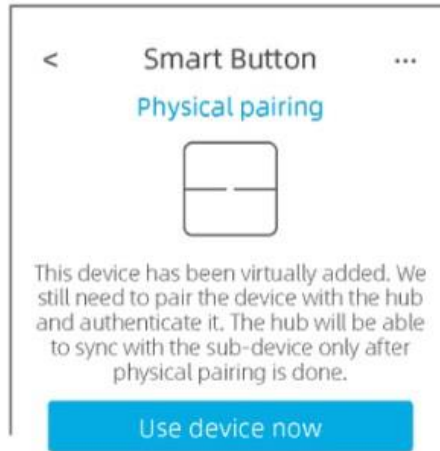 < Smart Button ...
Physical pairing
This device has been virtually added. We
still need to pair the device with the hub
and authenticate it. The hub will be able
to sync with the sub-device only after
physical pairing is done.
Use device now